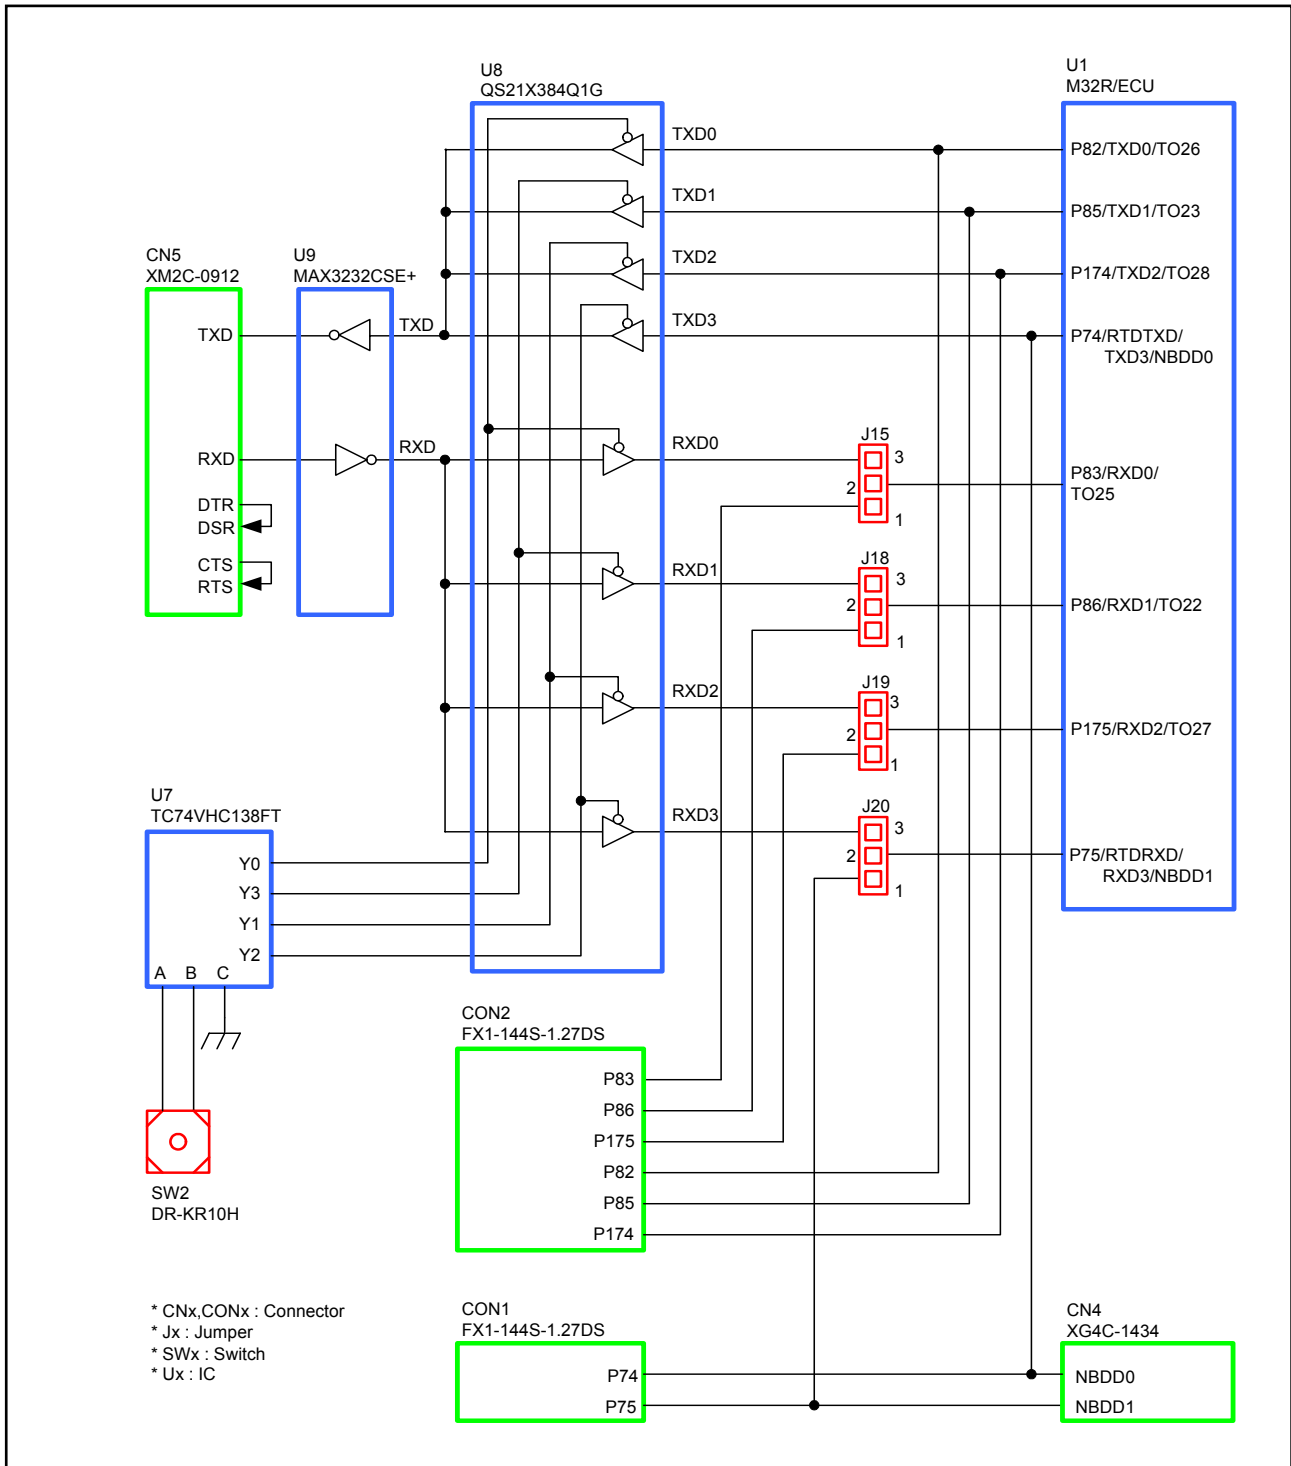 U8
QS21X384Q1G
U1
M32R/ECU
TXD0
P82/TXD0/TO26
TXD1
P85/TXD1/TO23
CN5
XM2C-0912
U9
MAX3232CSE+
TXD2
P174/TXD2/TO28
TXD
TXD
TXD3
P74/RTDTXD/
TXD3/NBDD0
RXD
RXD
RXD0
J15
3
2
1
P83/RXD0/
TO25
DTR
DSR
CTS
RTS
RXD1
J18
3
2
1
P86/RXD1/TO22
RXD2
J19
3
2
1
P175/RXD2/TO27
U7
TC74VHC138FT
RXD3
J20
3
2
1
P75/RTDRXD/
RXD3/NBDD1
Y0
Y3
Y1
Y2
A B C
CON2
FX1-144S-1.27DS
P83
P86
P175
P82
P85
P174
SW2
DR-KR10H
* CNx,CONx : Connector
* Jx : Jumper
* SWx : Switch
* Ux : IC
CON1
FX1-144S-1.27DS
P74
P75
CN4
XG4C-1434
NBDD0
NBDD1